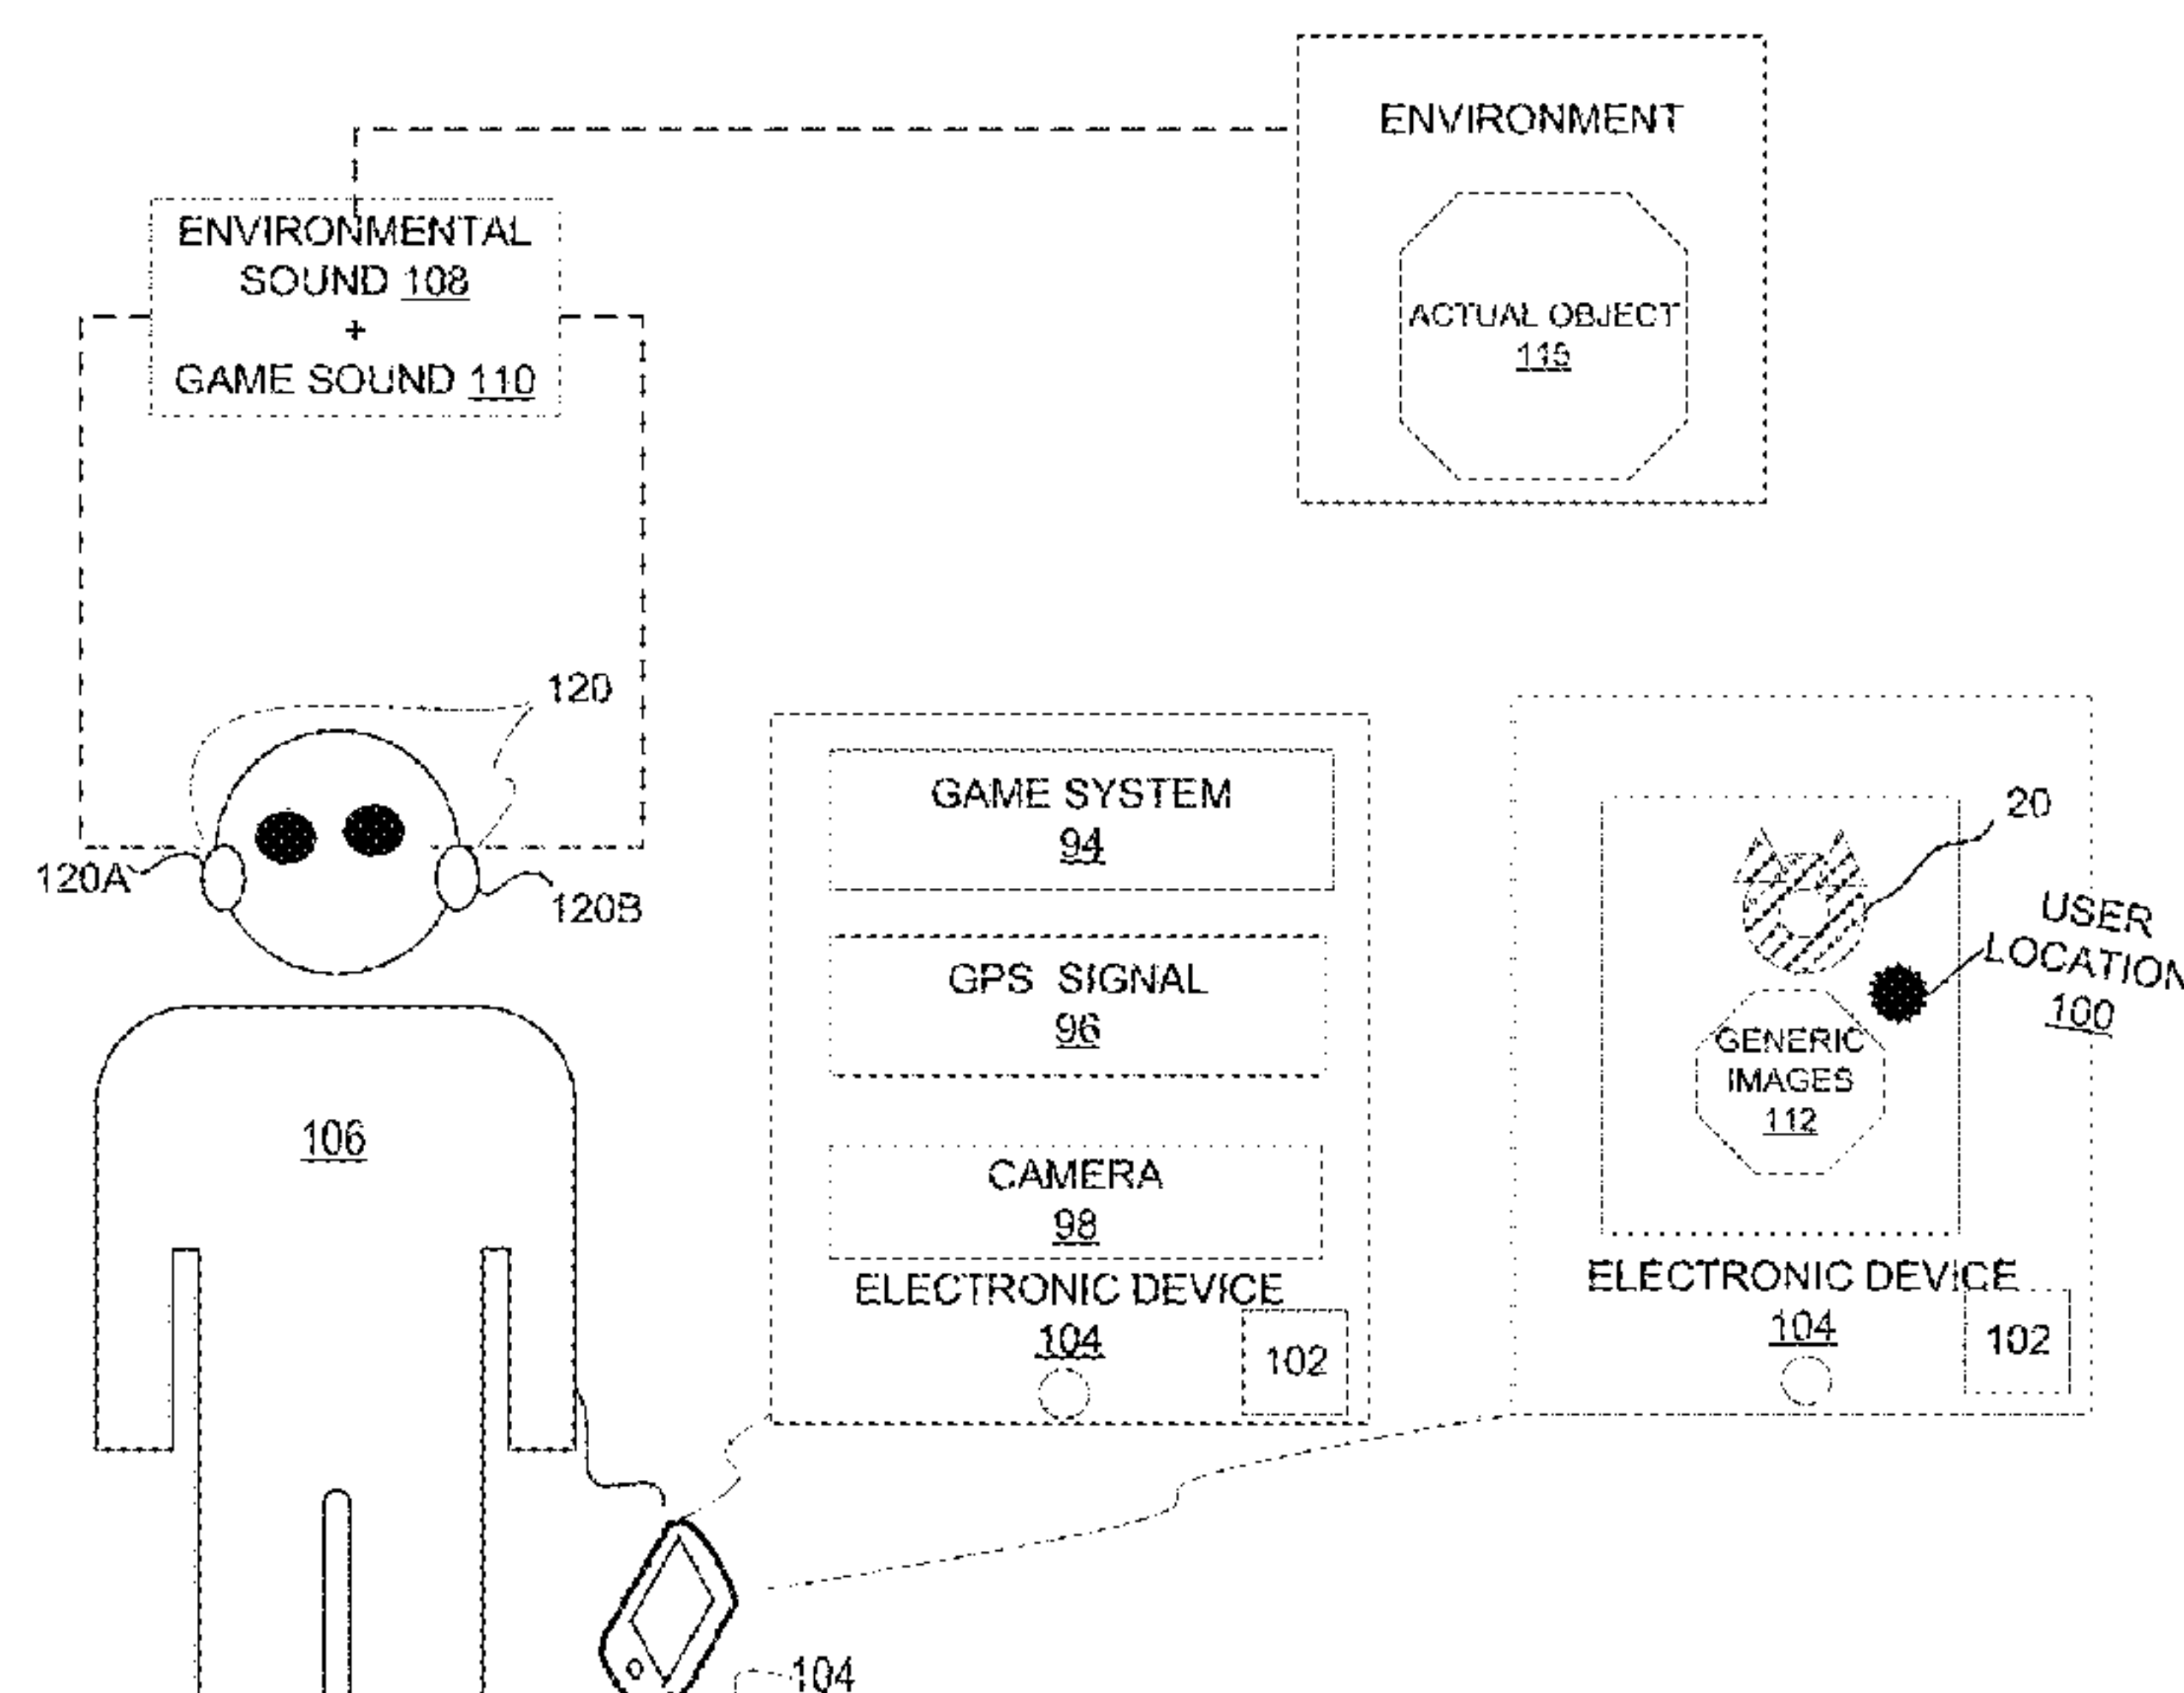 ENVIRONMENT
ACTUAL OBJECT
ENVIRONMENTAL
SOUND 108
+
GAME SOUND 110
120
120A
120B
106
GAME SYSTEM
94
GPS SIGNAL
96
CAMERA
98
ELECTRONIC DEVICE
104
102
20
USER
LOCATION
100
GENERIC
IMAGES
112
ELECTRONIC DEVICE
104
102
104